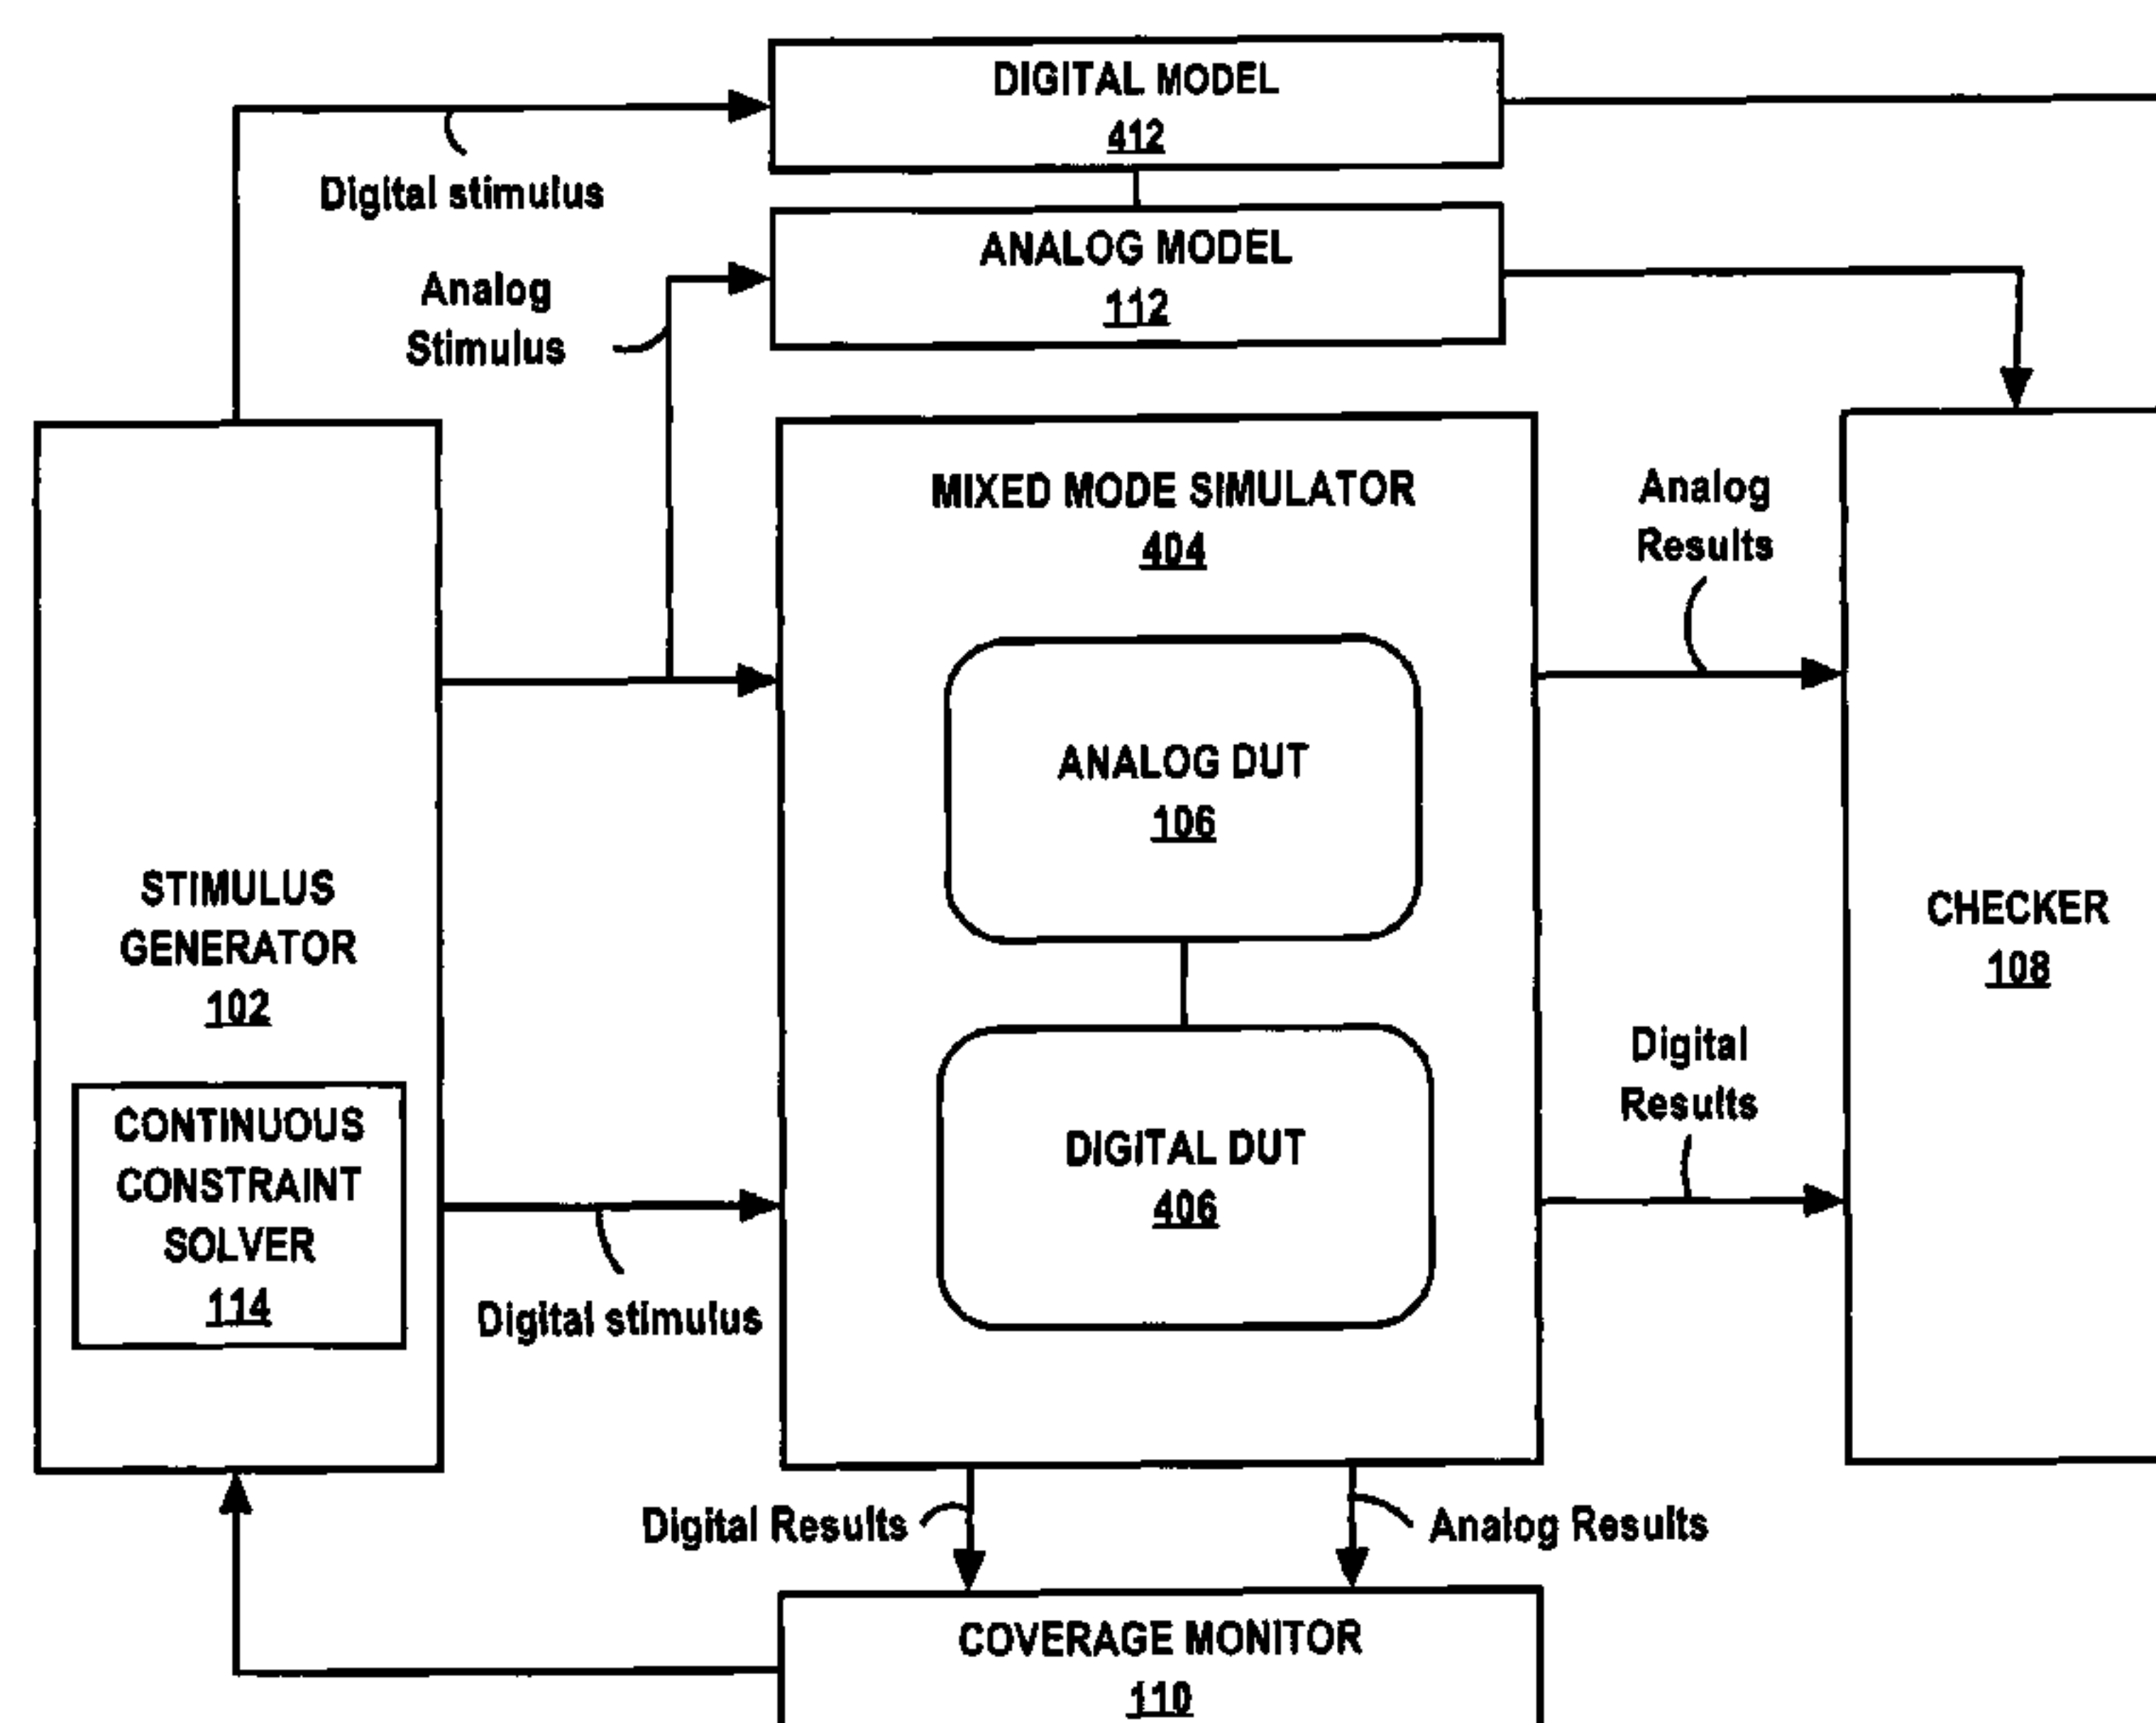 DIGITAL MODEL
412
Digital stimulus
ANALOG MODEL
112
Analog
Stimulus
MIXED MODE SIMULATOR
404
Analog
Results
ANALOG DUT
106
STIMULUS
GENERATOR
102
CHECKER
108
Digital
Results
CONTINUOUS
CONSTRAINT
SOLVER
114
DIGITAL DUT
406
Digital stimulus
Digital Results
Analog Results
COVERAGE MONITOR
110